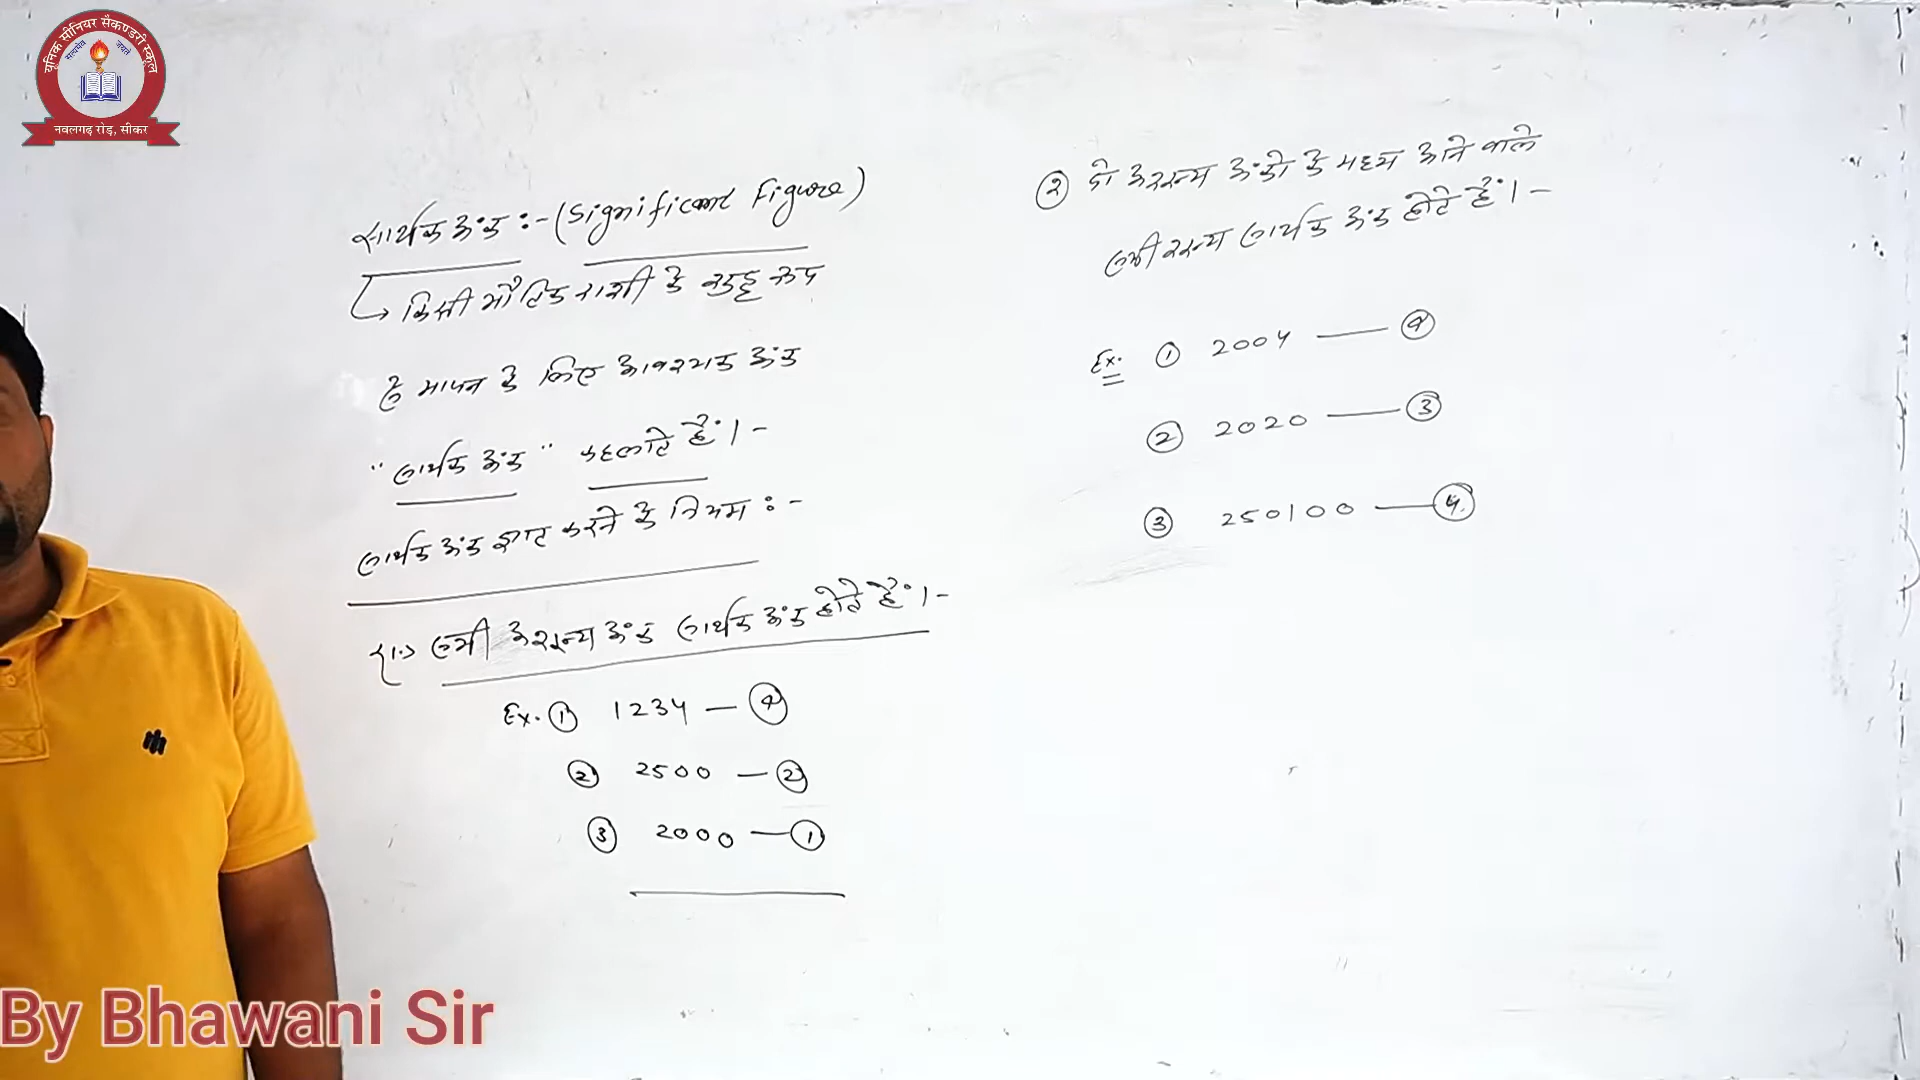 यूनिक सीनियर सैकण्डरी स्कूल
नवलगढ़ रोड़, सीकर
सार्थक अंक :- (Significant Figure)
↳ किसी भौतिक राशी के शुद्ध रूप
से मापन के लिए आवश्यक अंक
"सार्थक अंक" कहलाते हैं।-
सार्थक अंक ज्ञात करने के नियम :-
(1.) सभी अशून्य अंक सार्थक अंक होते हैं।-
Ex. ① 1234 — ④
② 2500 — ②
③ 2000 — ①
② दो अशून्य अंको के मध्य आने वाले
सभी शून्य सार्थक अंक होते हैं।-
Ex. ① 2004 — ④
② 2020 — ③
③ 250100 — ④
By Bhawani Sir